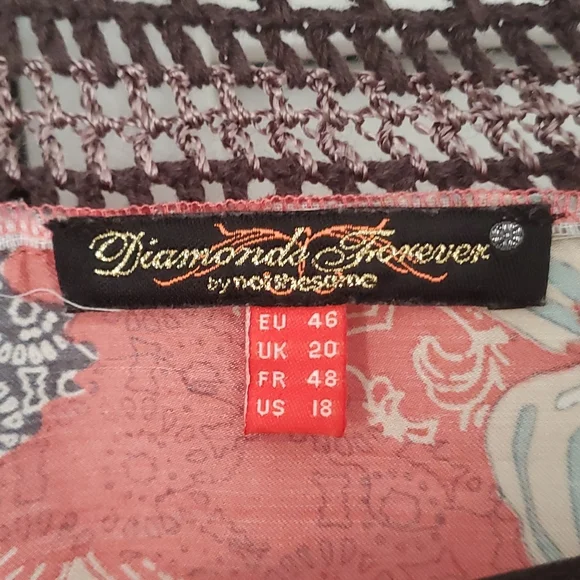 Diamonds Forever
by notthesame
EU 46
UK 20
FR 48
US 18